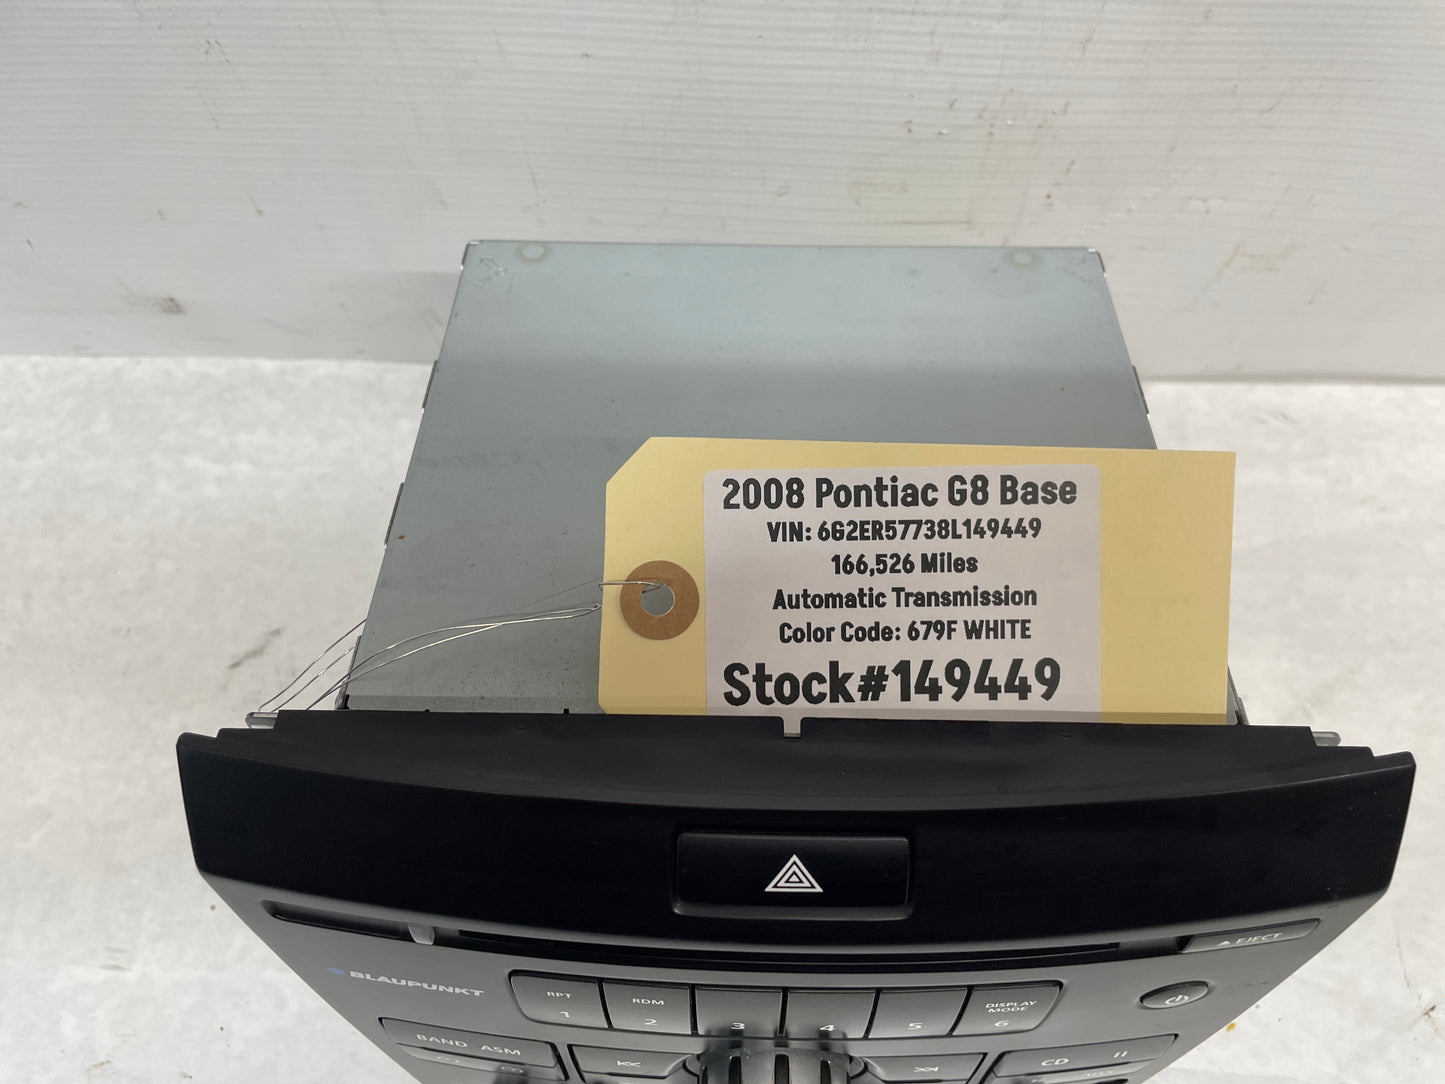 2008 Pontiac G8 Base
VIN: 6G2ER57738L149449
166,526 Miles
Automatic Transmission
Color Code: 679F WHITE
Stock#149449
EJECT
BLAUPUNKT
RPT RDM DISPLAY
MODE
1 2 3 4 5 6
BAND ASM CD